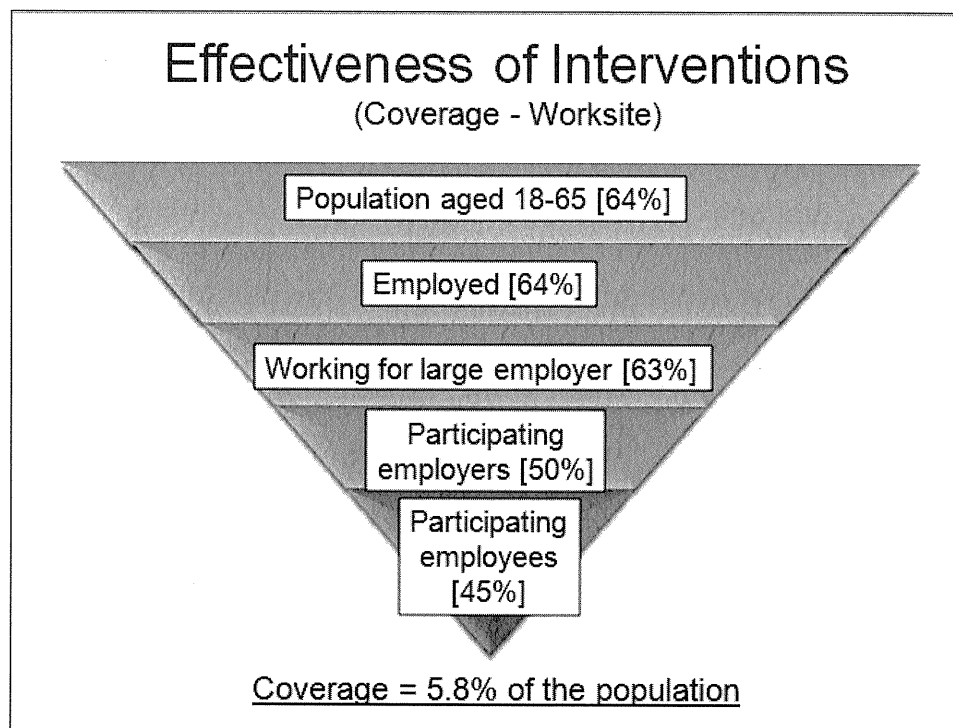 Effectiveness of Interventions
(Coverage - Worksite)
Population aged 18-65 [64%]
Employed [64%]
Working for large employer [63%]
Participating
employers [50%]
Participating
employees
[45%]
Coverage = 5.8% of the population